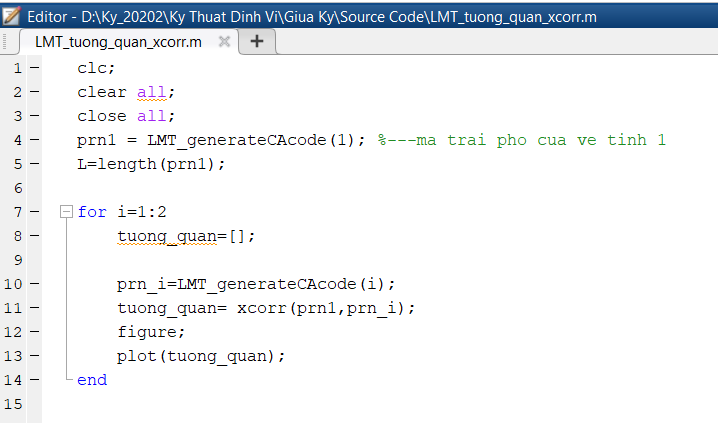 Editor - D:\Ky_20202\Ky Thuat Dinh Vi\Giua Ky\Source Code\LMT_tuong_quan_xcorr.m
LMT_tuong_quan_xcorr.m
1 clc;
2 clear all;
3 close all;
4 prn1 = LMT_generateCAcode(1); %---ma trai pho cua ve tinh 1
5 L=length(prn1);
6
7 for i=1:2
8 tuong_quan=[];
9
10 prn_i=LMT_generateCAcode(i);
11 tuong_quan= xcorr(prn1,prn_i);
12 figure;
13 plot(tuong_quan);
14 end
15